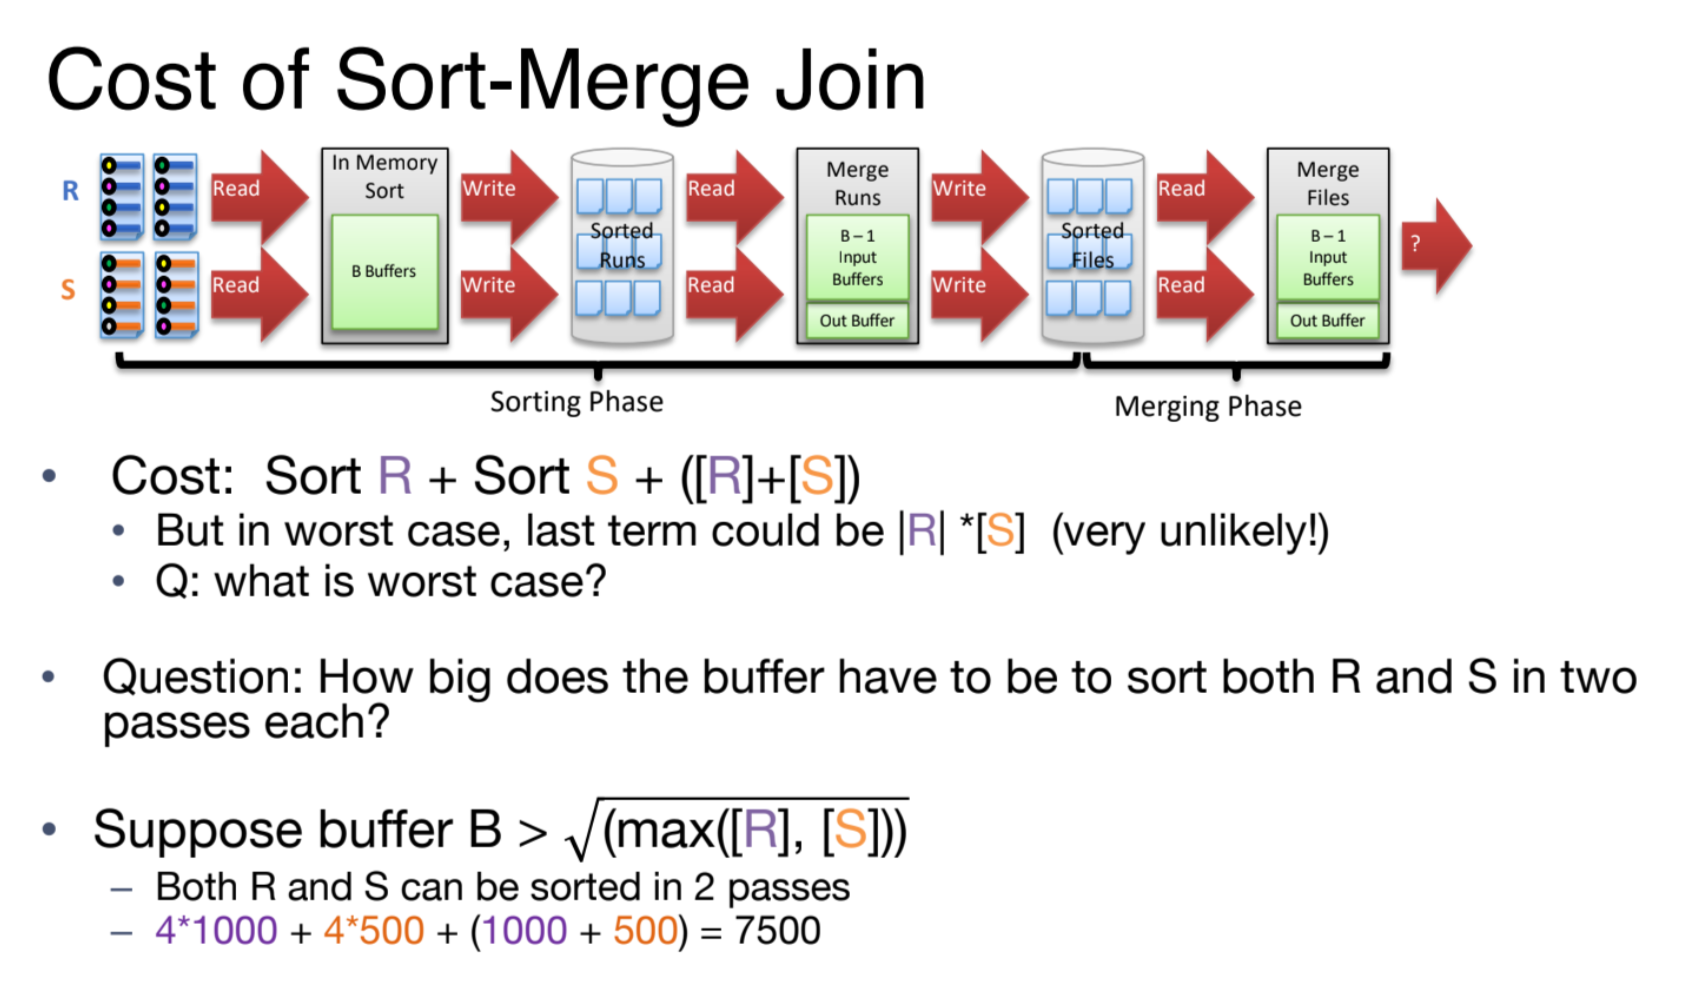 Cost of Sort-Merge Join
R
S
Read
Read
In Memory
Sort
B Buffers
Write
Write
Sorted
Runs
Read
Read
Merge
Runs
B – 1
Input
Buffers
Out Buffer
Write
Write
Sorted
Files
Read
Read
Merge
Files
B – 1
Input
Buffers
Out Buffer
?
Sorting Phase
Merging Phase
• Cost: Sort R + Sort S + ([R]+[S])
• But in worst case, last term could be |R| *[S] (very unlikely!)
• Q: what is worst case?
• Question: How big does the buffer have to be to sort both R and S in two
passes each?
• Suppose buffer B > √(max([R], [S]))
– Both R and S can be sorted in 2 passes
– 4*1000 + 4*500 + (1000 + 500) = 7500